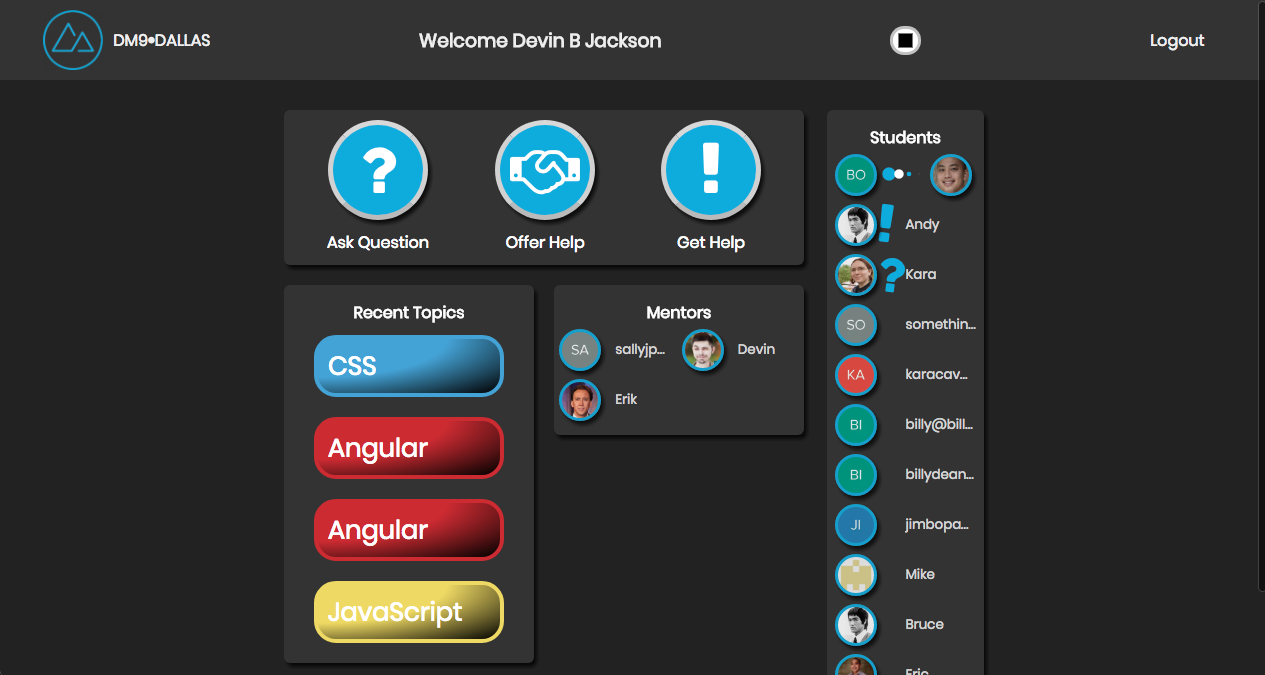 DM9•DALLAS
Welcome Devin B Jackson
Logout
?
!
Ask Question
Offer Help
Get Help
Recent Topics
CSS
Angular
Angular
JavaScript
Mentors
SA
sallyjp...
Devin
Erik
Students
BO
! Andy
? Kara
SO somethin...
KA karacav...
BI billy@bill...
BI billydean...
JI jimbopa...
Mike
Bruce
Eric